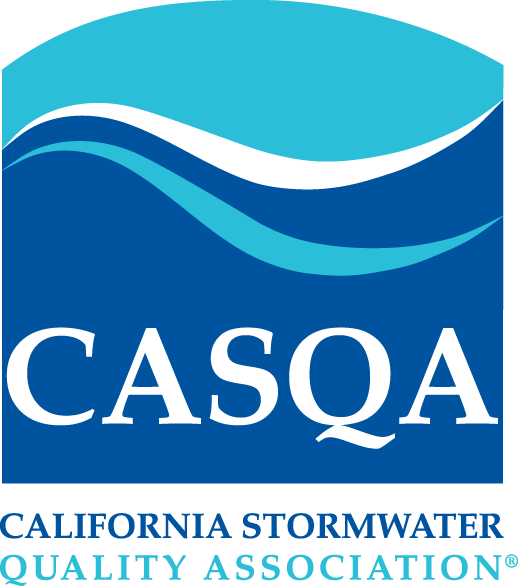 CASQA
CALIFORNIA STORMWATER
QUALITY ASSOCIATION®